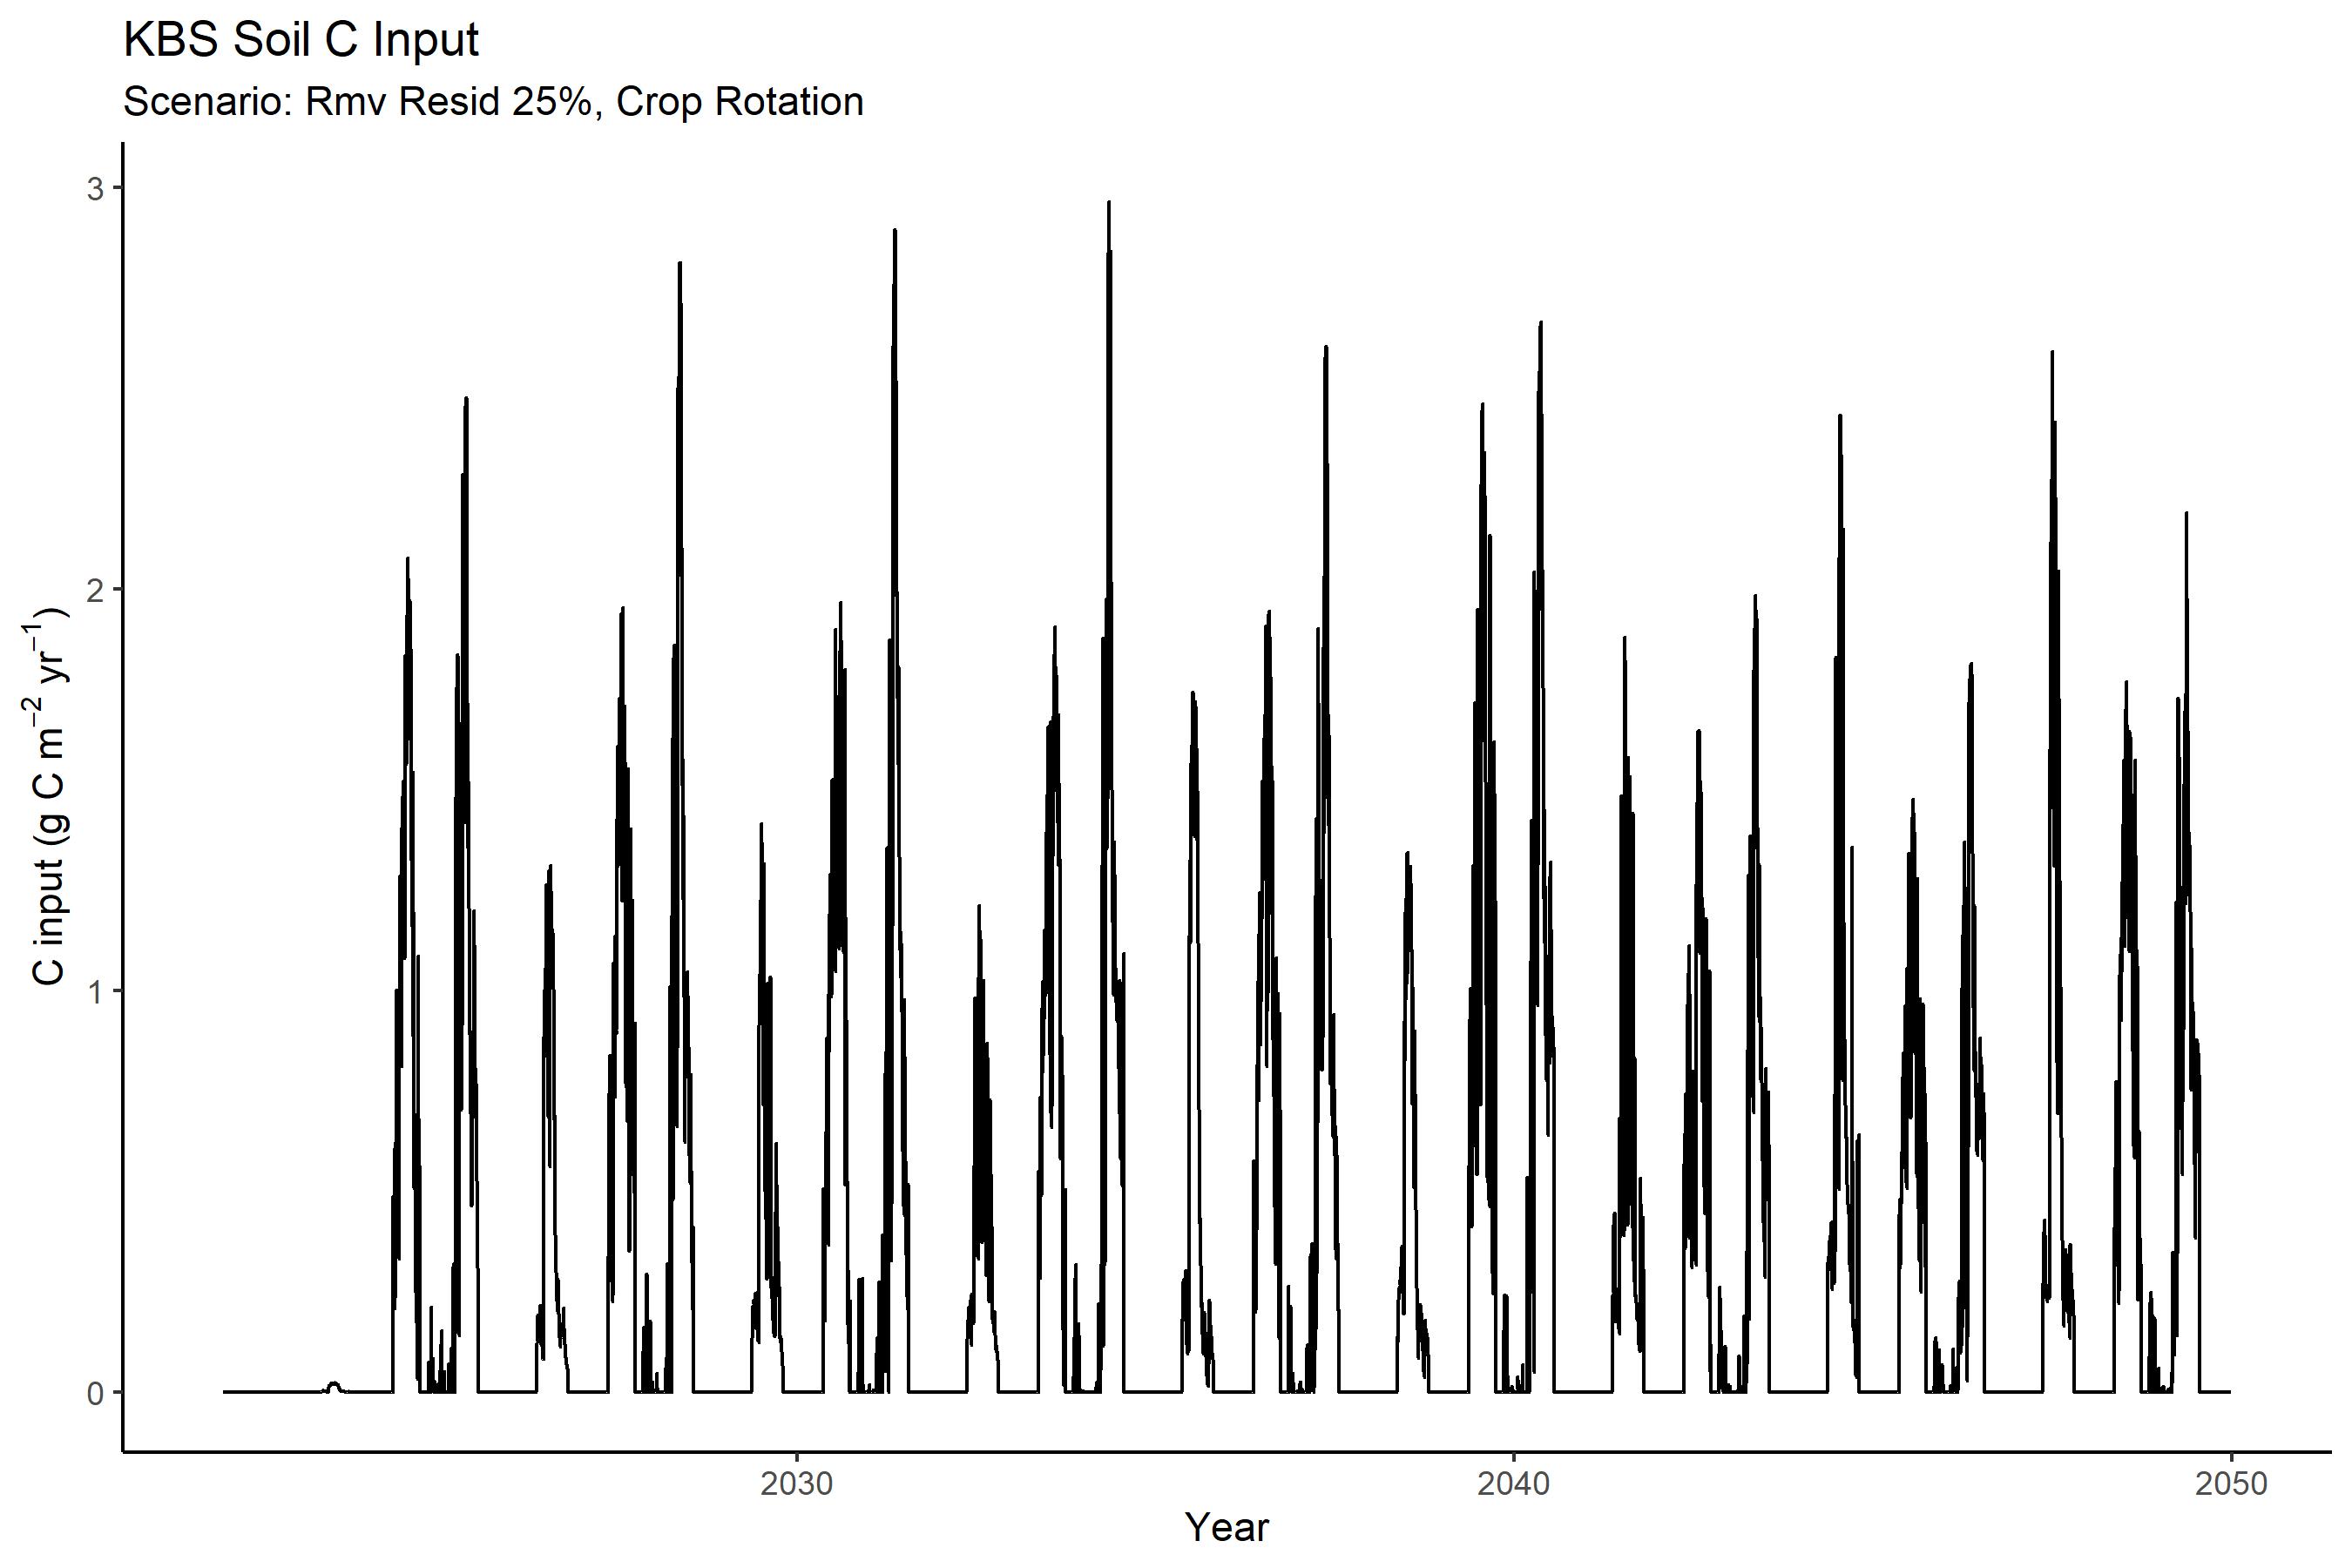 KBS Soil C Input
Scenario: Rmv Resid 25%, Crop Rotation
3
2
1
0
C input (g C m⁻² yr⁻¹)
2030
2040
2050
Year